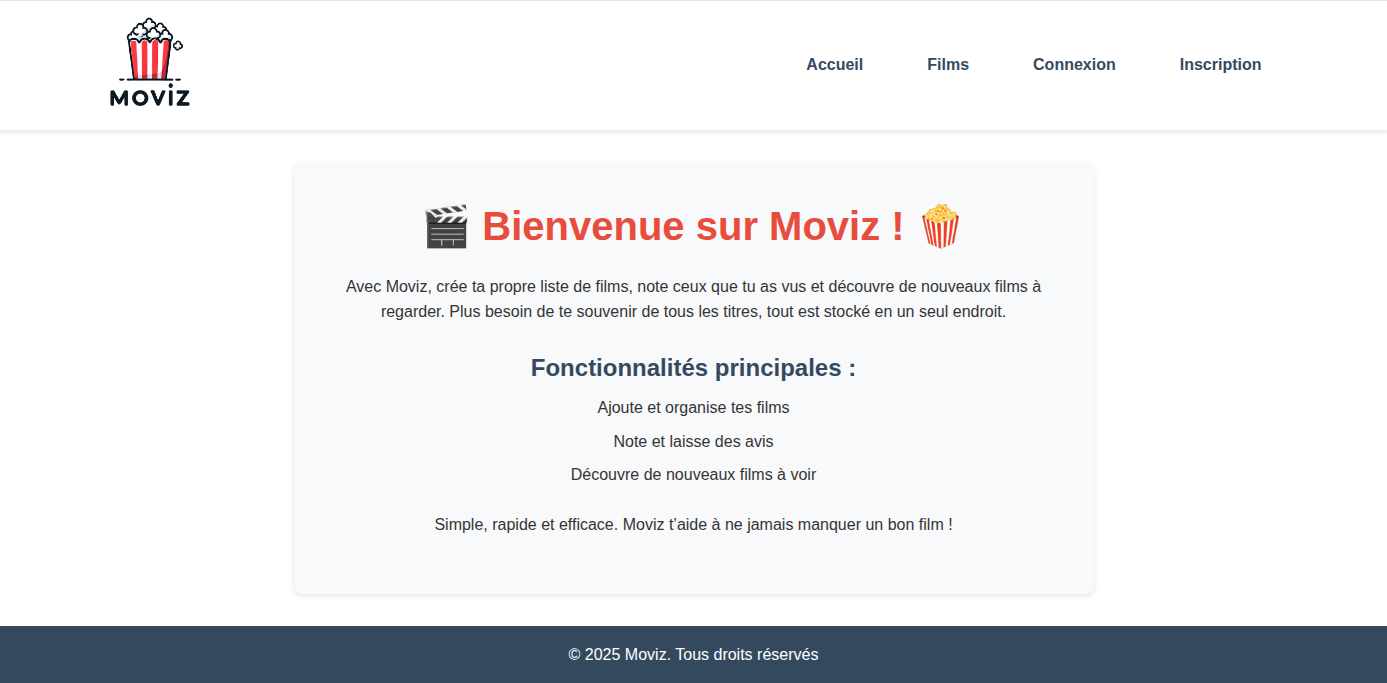 MOVIZ
Accueil
Films
Connexion
Inscription
🎬 Bienvenue sur Moviz ! 🍿
Avec Moviz, crée ta propre liste de films, note ceux que tu as vus et découvre de nouveaux films à
regarder. Plus besoin de te souvenir de tous les titres, tout est stocké en un seul endroit.
Fonctionnalités principales :
Ajoute et organise tes films
Note et laisse des avis
Découvre de nouveaux films à voir
Simple, rapide et efficace. Moviz t’aide à ne jamais manquer un bon film !
© 2025 Moviz. Tous droits réservés